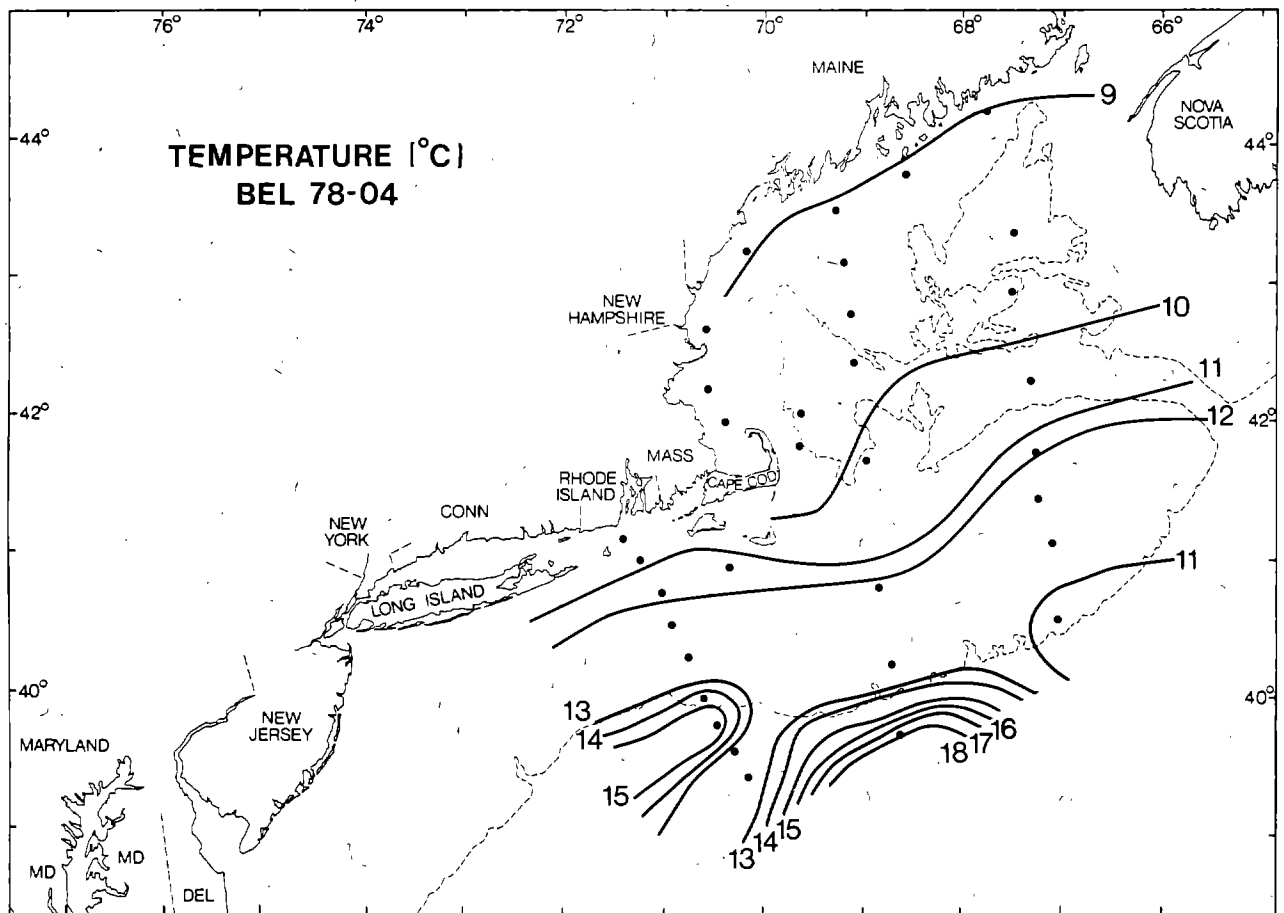 76° 74° 72° 70° 68° 66°
MAINE
9
NOVA
SCOTIA
44° 44°
TEMPERATURE (°C)
BEL 78-04
NEW
HAMPSHIRE
10
11
12
42° 42°
MASS
RHODE
ISLAND
CAPE COD
CONN
NEW
YORK
LONG ISLAND
11
40° 40°
NEW
JERSEY
13
14
15
16
17
18
MARYLAND
15
14
13
MD
MD
DEL